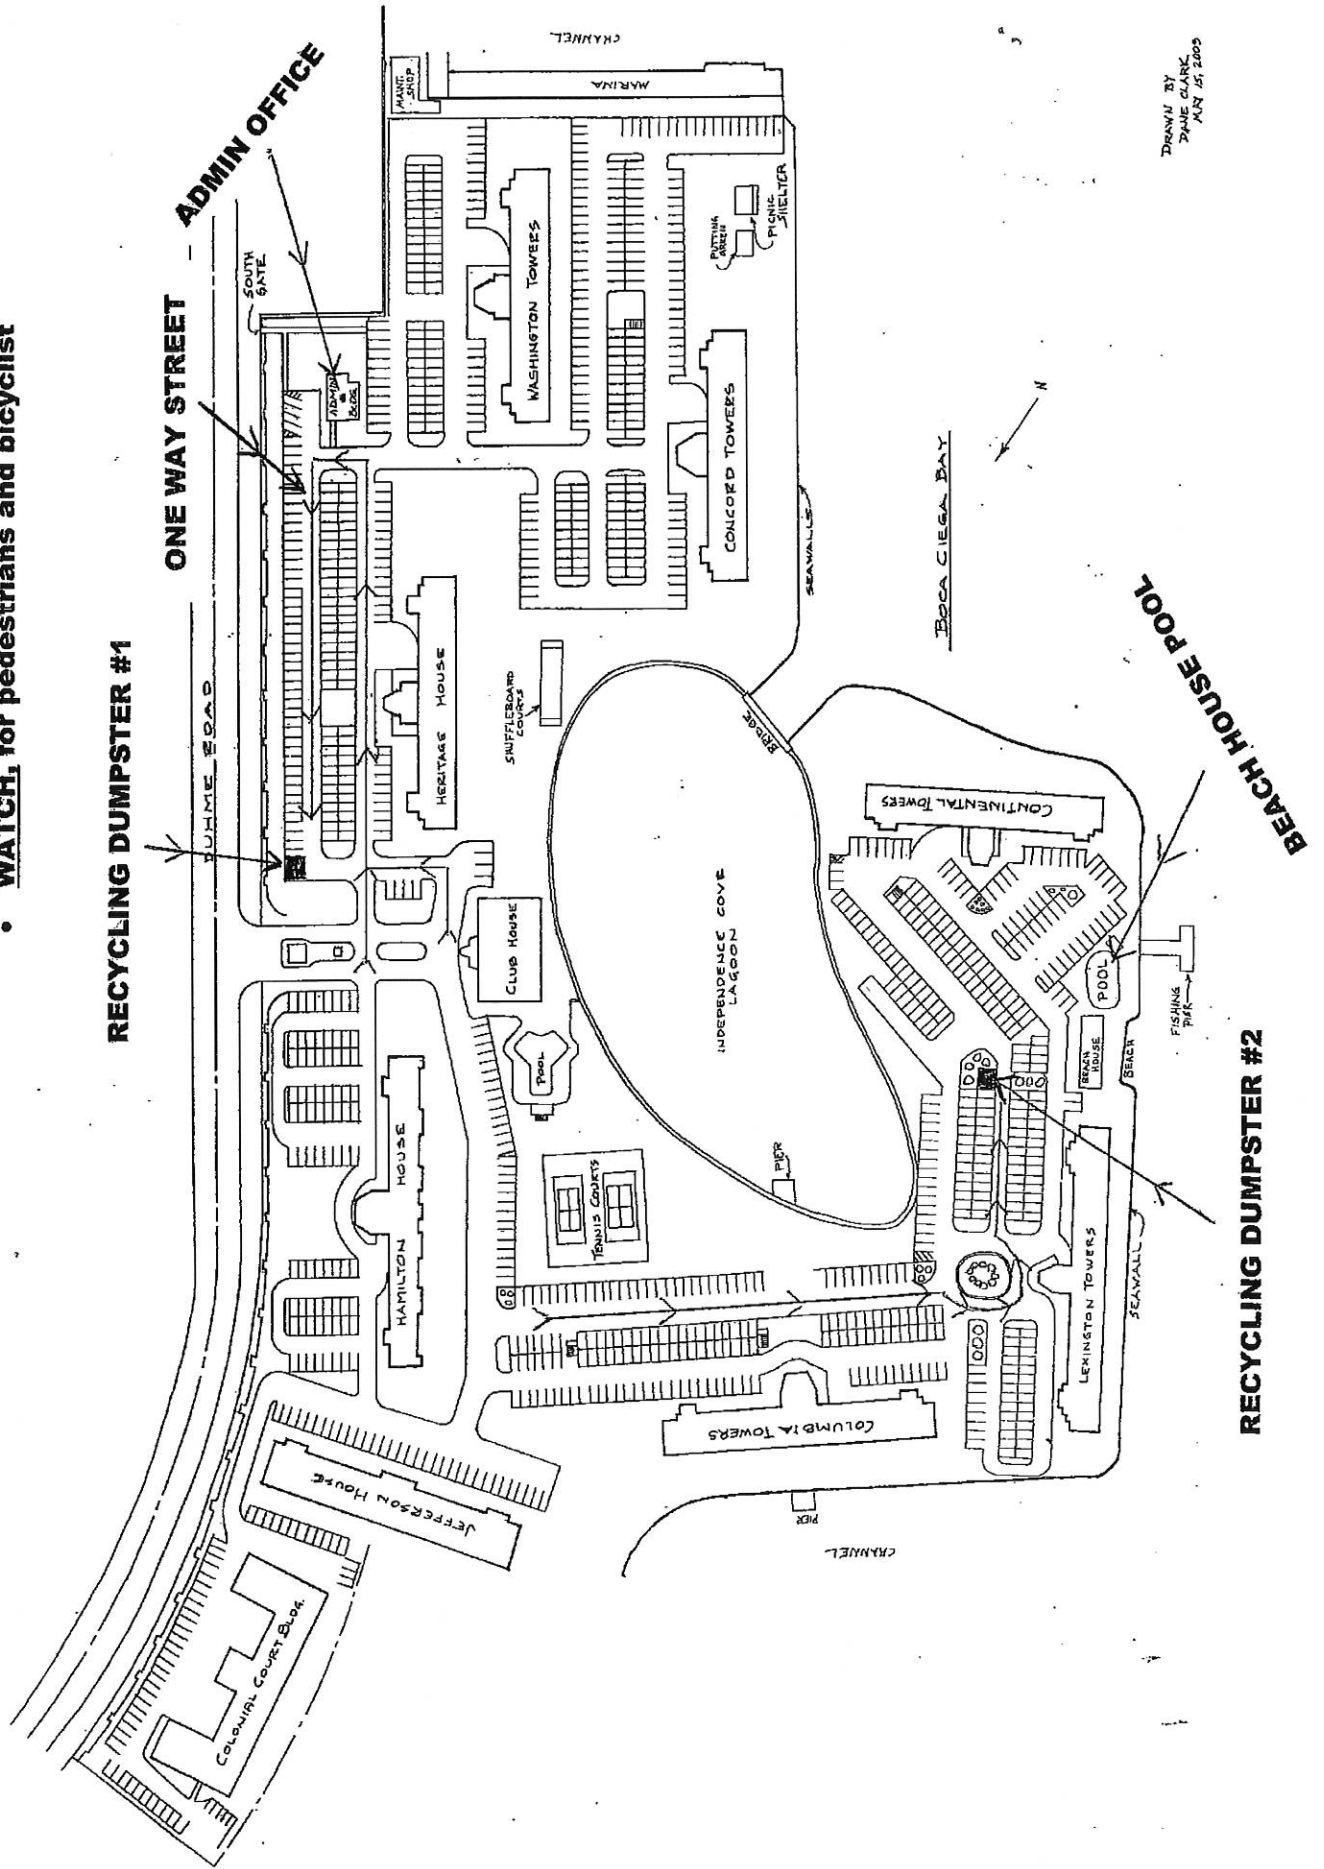 • WATCH, for pedestrians and bicyclist
ADMIN OFFICE
ONE WAY STREET
RECYCLING DUMPSTER #1
DUHME ROAD
SOUTH
GATE
ADMIN
BLDG
MAINT.
SHOP
CHANNEL
MARINA
WASHINGTON TOWERS
PUTTING
GREEN
PICNIC
SHELTER
CONCORD TOWERS
SEAWALLS
HERITAGE HOUSE
SHUFFLEBOARD
COURTS
BRIDGE
BOCA CIEGA BAY
N
DRAWN BY
DANE CLARK
MAY 15, 2005
CLUB HOUSE
POOL
INDEPENDENCE COVE
LAGOON
CONTINENTAL TOWERS
BEACH HOUSE POOL
POOL
FISHING
PIER
BEACH
HOUSE
BEACH
HAMILTON HOUSE
TENNIS COURTS
PIER
LEXINGTON TOWERS
SEAWALL
RECYCLING DUMPSTER #2
COLUMBIA TOWERS
PIER
CHANNEL
JEFFERSON HOUSE
COLONIAL COURT BLDG.